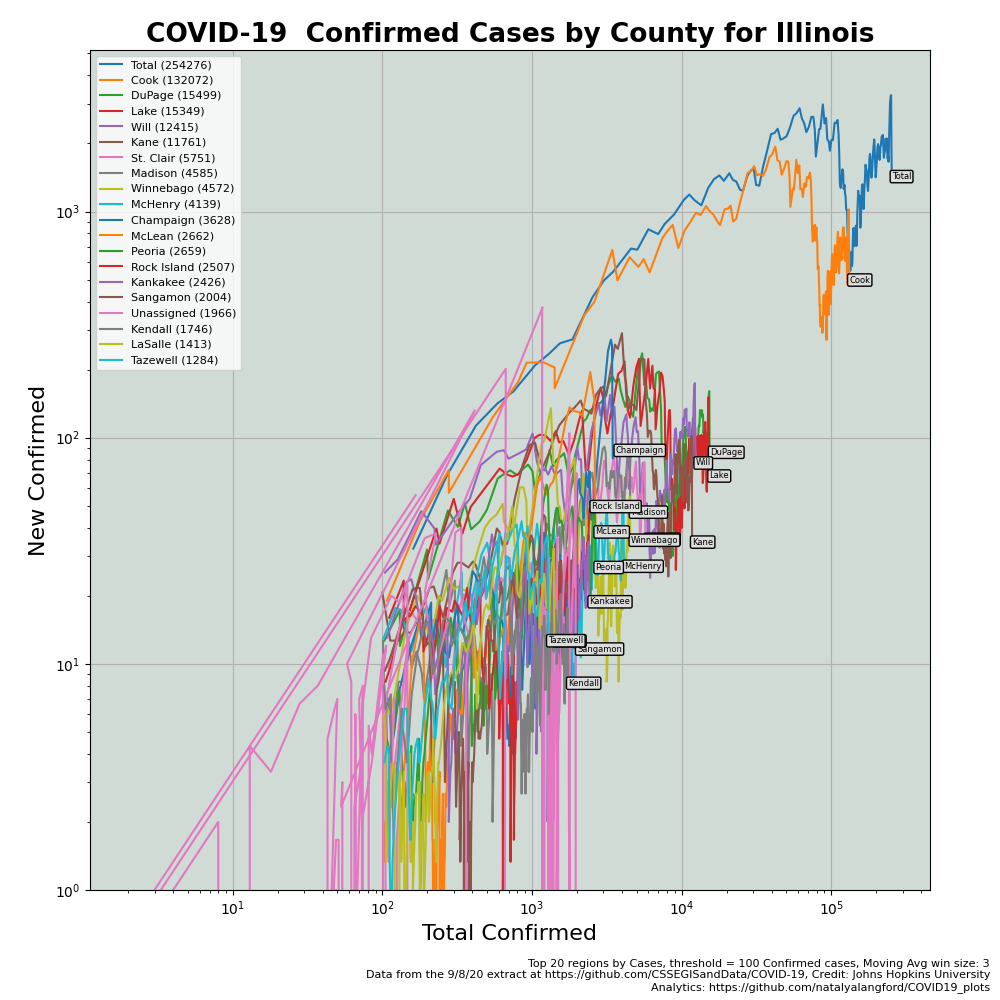 COVID-19  Confirmed Cases by County for Illinois
Total (254276)
Cook (132072)
DuPage (15499)
Lake (15349)
Will (12415)
Kane (11761)
St. Clair (5751)
Madison (4585)
Winnebago (4572)
McHenry (4139)
Champaign (3628)
McLean (2662)
Peoria (2659)
Rock Island (2507)
Kankakee (2426)
Sangamon (2004)
Unassigned (1966)
Kendall (1746)
LaSalle (1413)
Tazewell (1284)
New Confirmed
10³
10²
10¹
10⁰
Total
Cook
Champaign
DuPage
Will
Lake
Rock Island
Madison
McLean
Winnebago
Kane
Peoria
McHenry
Kankakee
Tazewell
Sangamon
Kendall
10¹ 10² 10³ 10⁴ 10⁵
Total Confirmed
Top 20 regions by Cases, threshold = 100 Confirmed cases, Moving Avg win size: 3
Data from the 9/8/20 extract at https://github.com/CSSEGISandData/COVID-19, Credit: Johns Hopkins University
Analytics: https://github.com/natalyalangford/COVID19_plots